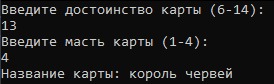 Введите достоинство карты (6-14):
13
Введите масть карты (1-4):
4
Название карты: король червей